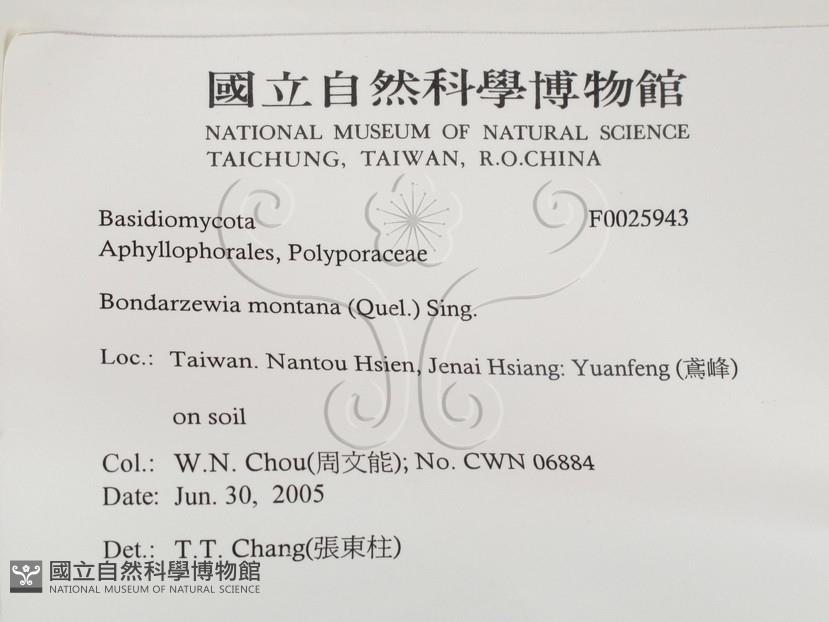 國立自然科學博物館
NATIONAL MUSEUM OF NATURAL SCIENCE
TAICHUNG, TAIWAN, R.O.CHINA
Basidiomycota F0025943
Aphyllophorales, Polyporaceae
Bondarzewia montana (Quel.) Sing.
Loc.: Taiwan. Nantou Hsien, Jenai Hsiang: Yuanfeng (鳶峰)
on soil
Col.: W.N. Chou(周文能); No. CWN 06884
Date: Jun. 30, 2005
Det.: T.T. Chang(張東柱)
國立自然科學博物館
NATIONAL MUSEUM OF NATURAL SCIENCE